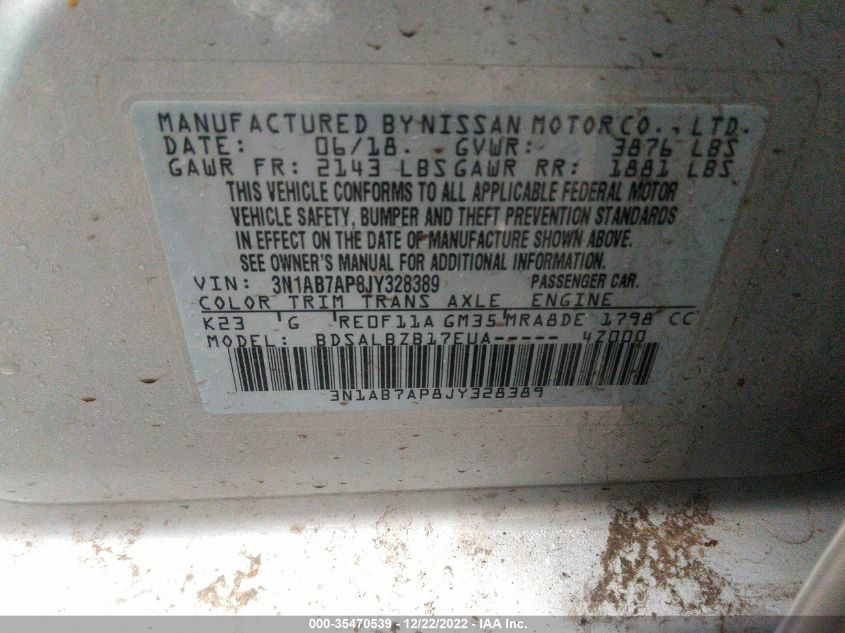 MANUFACTURED BY NISSAN MOTOR CO., LTD.
DATE: 06/18 GVWR: 3876 LBS
GAWR FR: 2143 LBS GAWR RR: 1881 LBS
THIS VEHICLE CONFORMS TO ALL APPLICABLE FEDERAL MOTOR
VEHICLE SAFETY, BUMPER AND THEFT PREVENTION STANDARDS
IN EFFECT ON THE DATE OF MANUFACTURE SHOWN ABOVE.
SEE OWNER'S MANUAL FOR ADDITIONAL INFORMATION.
VIN: 3N1AB7AP8JY328389 PASSENGER CAR.
COLOR TRIM TRANS AXLE ENGINE
K23 G RE0F11A GM35 MRA8DE 1798 CC
MODEL: BDSALBZB17EUA----- 4Z000
3N1AB7AP8JY328389
000-35470539 - 12/22/2022 - IAA Inc.